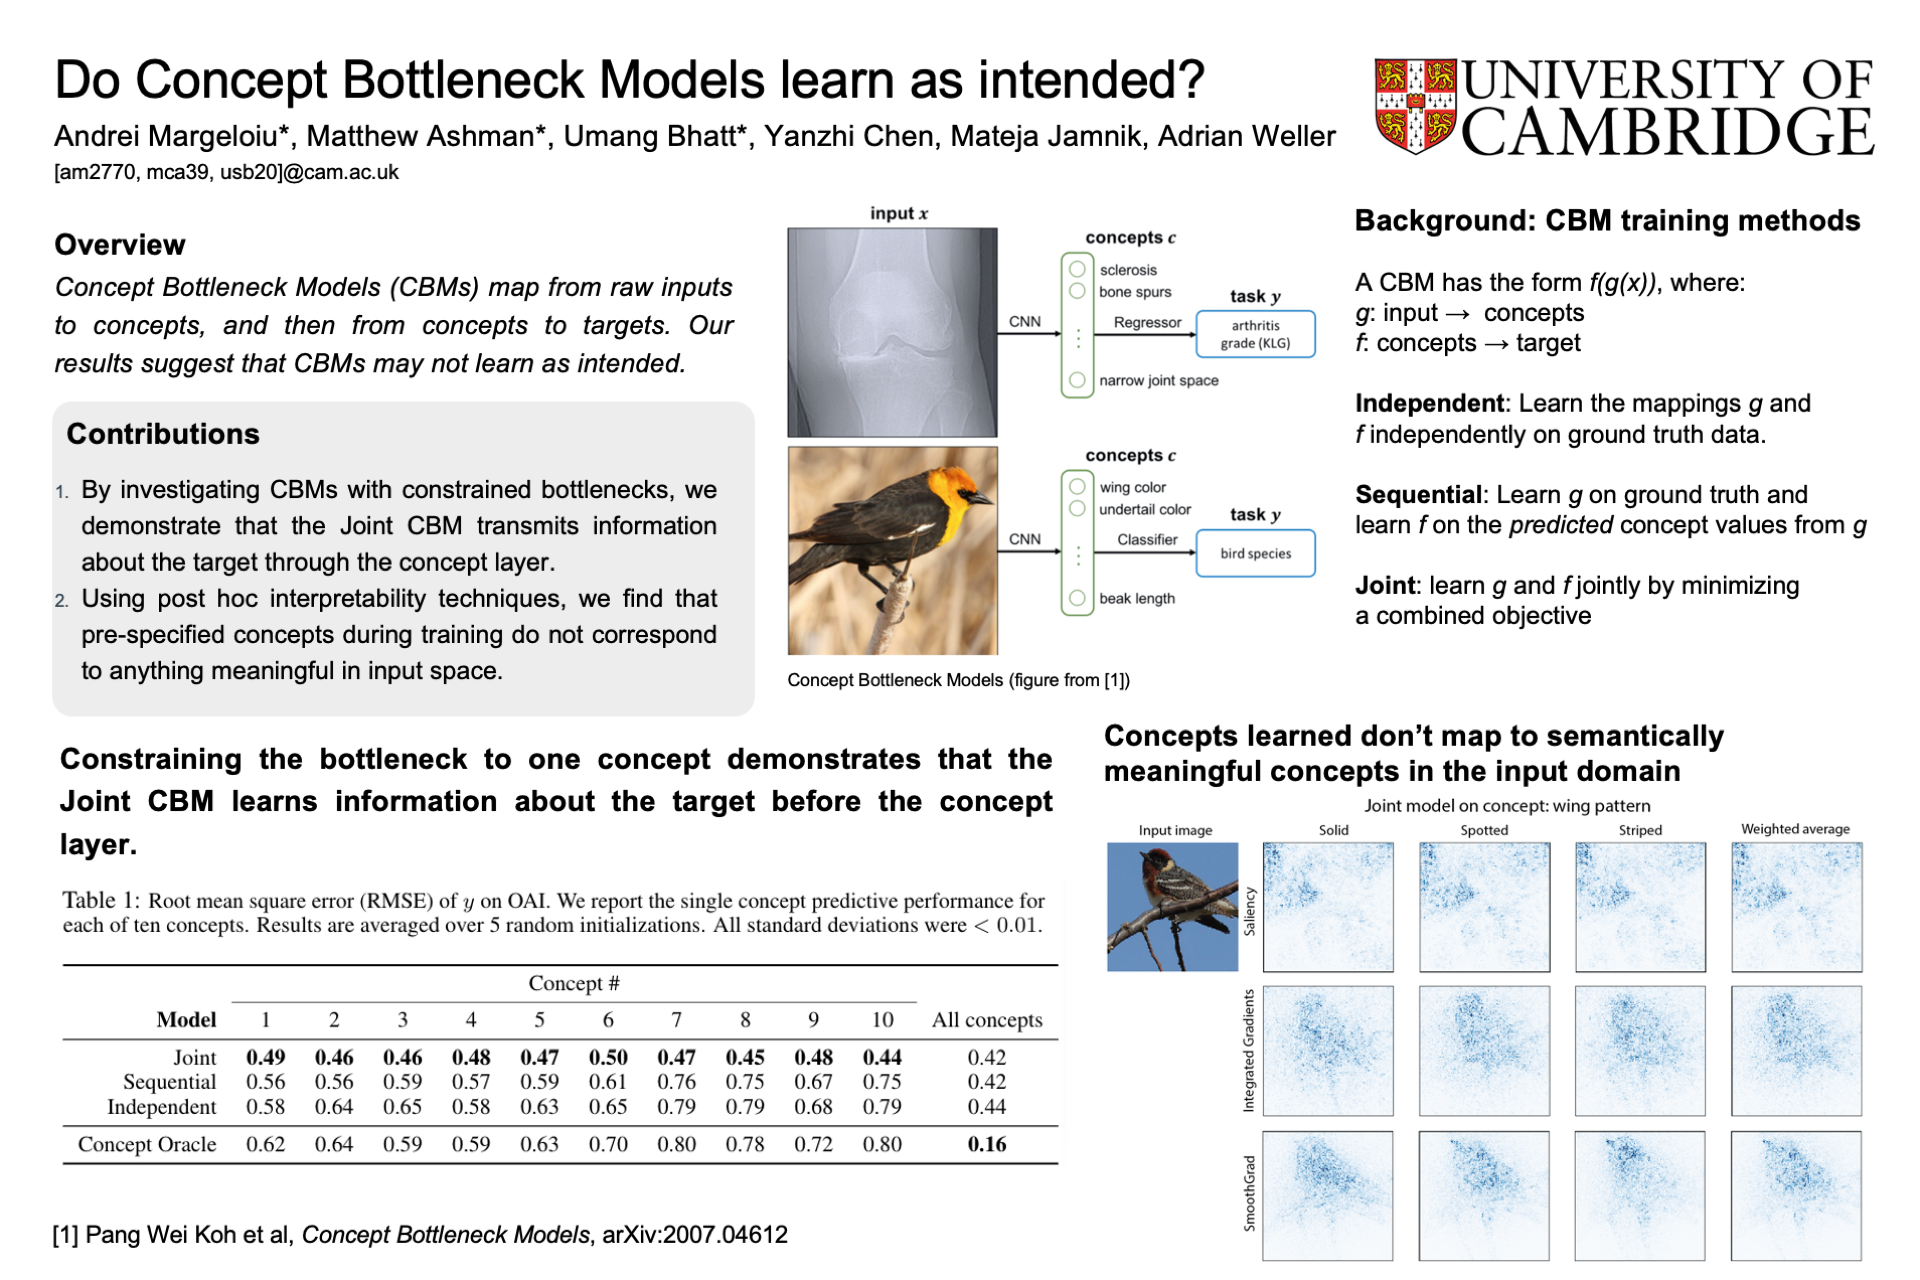 Do Concept Bottleneck Models learn as intended?
Andrei Margeloiu*, Matthew Ashman*, Umang Bhatt*, Yanzhi Chen, Mateja Jamnik, Adrian Weller
[am2770, mca39, usb20]@cam.ac.uk
UNIVERSITY OF
CAMBRIDGE
Overview
Concept Bottleneck Models (CBMs) map from raw inputs
to concepts, and then from concepts to targets. Our
results suggest that CBMs may not learn as intended.
Contributions
1. By investigating CBMs with constrained bottlenecks, we
demonstrate that the Joint CBM transmits information
about the target through the concept layer.
2. Using post hoc interpretability techniques, we find that
pre-specified concepts during training do not correspond
to anything meaningful in input space.
input x
concepts c
sclerosis
bone spurs
⋮
narrow joint space
CNN
Regressor
task y
arthritis
grade (KLG)
concepts c
wing color
undertail color
⋮
beak length
CNN
Classifier
task y
bird species
Concept Bottleneck Models (figure from [1])
Background: CBM training methods
A CBM has the form f(g(x)), where:
g: input → concepts
f: concepts → target
Independent: Learn the mappings g and
f independently on ground truth data.
Sequential: Learn g on ground truth and
learn f on the predicted concept values from g
Joint: learn g and f jointly by minimizing
a combined objective
Constraining the bottleneck to one concept demonstrates that the
Joint CBM learns information about the target before the concept
layer.
Table 1: Root mean square error (RMSE) of y on OAI. We report the single concept predictive performance for
each of ten concepts. Results are averaged over 5 random initializations. All standard deviations were < 0.01.
Concept #
Model 1 2 3 4 5 6 7 8 9 10 All concepts
Joint 0.49 0.46 0.46 0.48 0.47 0.50 0.47 0.45 0.48 0.44 0.42
Sequential 0.56 0.56 0.59 0.57 0.59 0.61 0.76 0.75 0.67 0.75 0.42
Independent 0.58 0.64 0.65 0.58 0.63 0.65 0.79 0.79 0.68 0.79 0.44
Concept Oracle 0.62 0.64 0.59 0.59 0.63 0.70 0.80 0.78 0.72 0.80 0.16
[1] Pang Wei Koh et al, Concept Bottleneck Models, arXiv:2007.04612
Concepts learned don't map to semantically
meaningful concepts in the input domain
Joint model on concept: wing pattern
Input image Solid Spotted Striped Weighted average
Saliency
Integrated Gradients
SmoothGrad